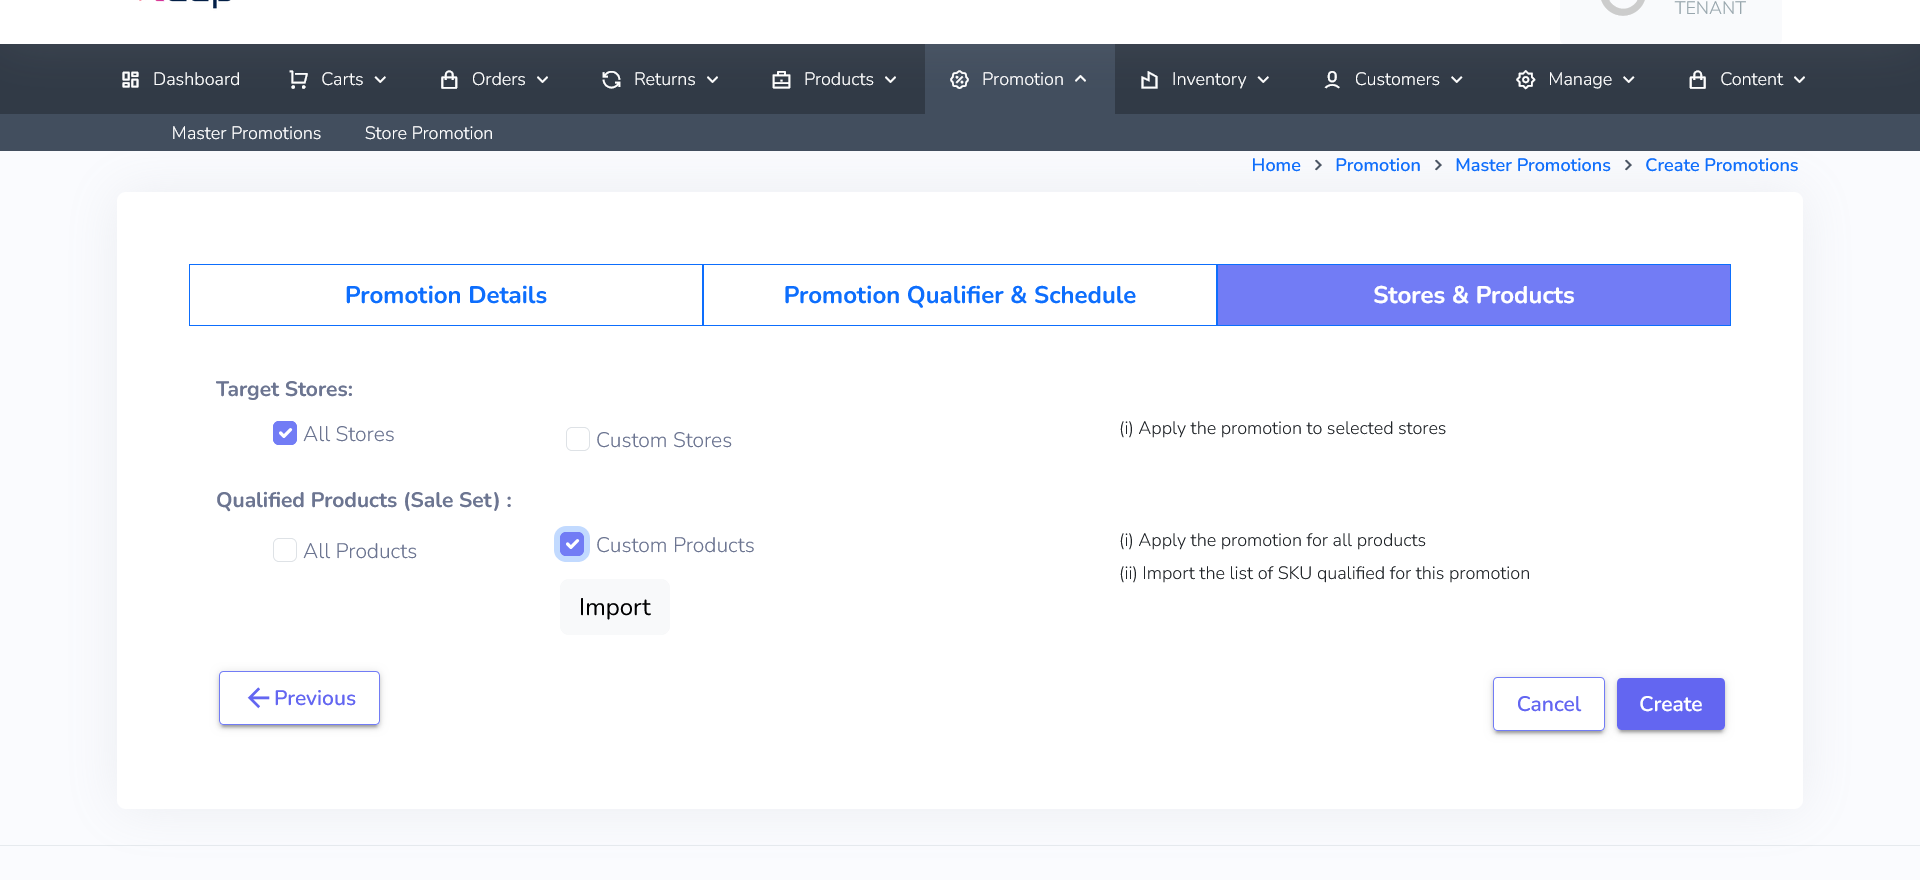 TENANT
Dashboard Carts Orders Returns Products Promotion Inventory Customers Manage Content
Master Promotions Store Promotion
Home > Promotion > Master Promotions > Create Promotions
Promotion Details Promotion Qualifier & Schedule Stores & Products
Target Stores:
All Stores Custom Stores (i) Apply the promotion to selected stores
Qualified Products (Sale Set) :
All Products Custom Products (i) Apply the promotion for all products
(ii) Import the list of SKU qualified for this promotion
Import
Previous Cancel Create